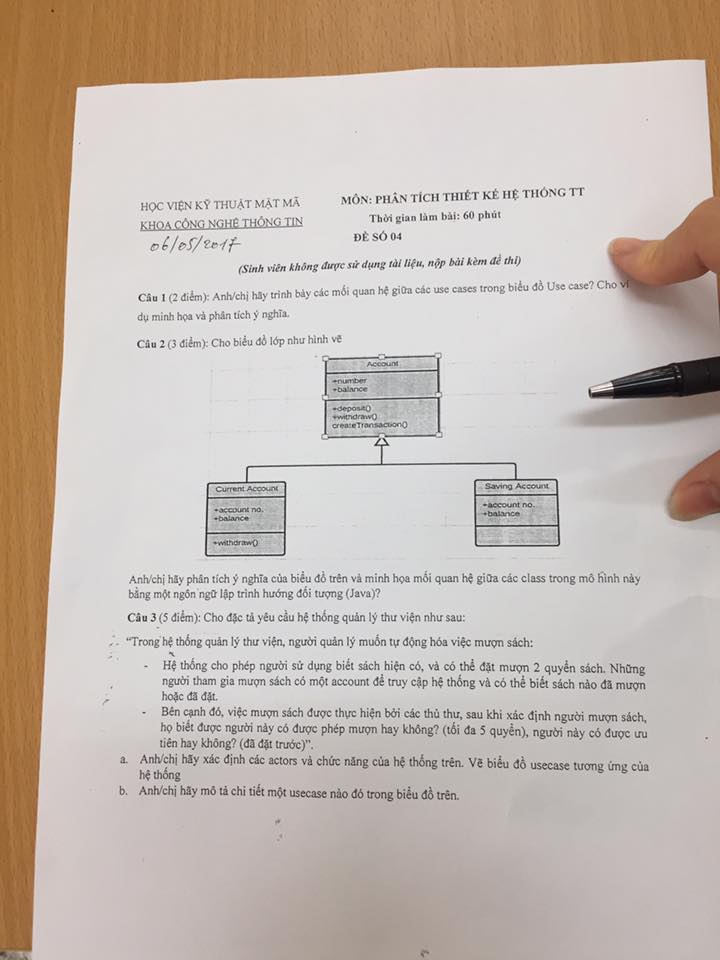 HỌC VIỆN KỸ THUẬT MẬT MÃ
MÔN: PHÂN TÍCH THIẾT KẾ HỆ THỐNG TT
KHOA CÔNG NGHỆ THÔNG TIN
Thời gian làm bài: 60 phút
06/05/2017
ĐỀ SỐ 04
(Sinh viên không được sử dụng tài liệu, nộp bài kèm đề thi)
Câu 1 (2 điểm): Anh/chị hãy trình bày các mối quan hệ giữa các use cases trong biểu đồ Use case? Cho ví
dụ minh họa và phân tích ý nghĩa.
Câu 2 (3 điểm): Cho biểu đồ lớp như hình vẽ
Account
+number
+balance
+deposit()
+withdraw()
createTransaction()
Current Account
+account no.
+balance
+withdraw()
Saving Account
+account no.
+balance
Anh/chị hãy phân tích ý nghĩa của biểu đồ trên và minh họa mối quan hệ giữa các class trong mô hình này
bằng một ngôn ngữ lập trình hướng đối tượng (Java)?
Câu 3 (5 điểm): Cho đặc tả yêu cầu hệ thống quản lý thư viện như sau:
“Trong hệ thống quản lý thư viện, người quản lý muốn tự động hóa việc mượn sách:
- Hệ thống cho phép người sử dụng biết sách hiện có, và có thể đặt mượn 2 quyển sách. Những
người tham gia mượn sách có một account để truy cập hệ thống và có thể biết sách nào đã mượn
hoặc đã đặt.
- Bên cạnh đó, việc mượn sách được thực hiện bởi các thủ thư, sau khi xác định người mượn sách,
họ biết được người này có được phép mượn hay không? (tối đa 5 quyển), người này có được ưu
tiên hay không? (đã đặt trước)”.
a. Anh/chị hãy xác định các actors và chức năng của hệ thống trên. Vẽ biểu đồ usecase tương ứng của
hệ thống
b. Anh/chị hãy mô tả chi tiết một usecase nào đó trong biểu đồ trên.